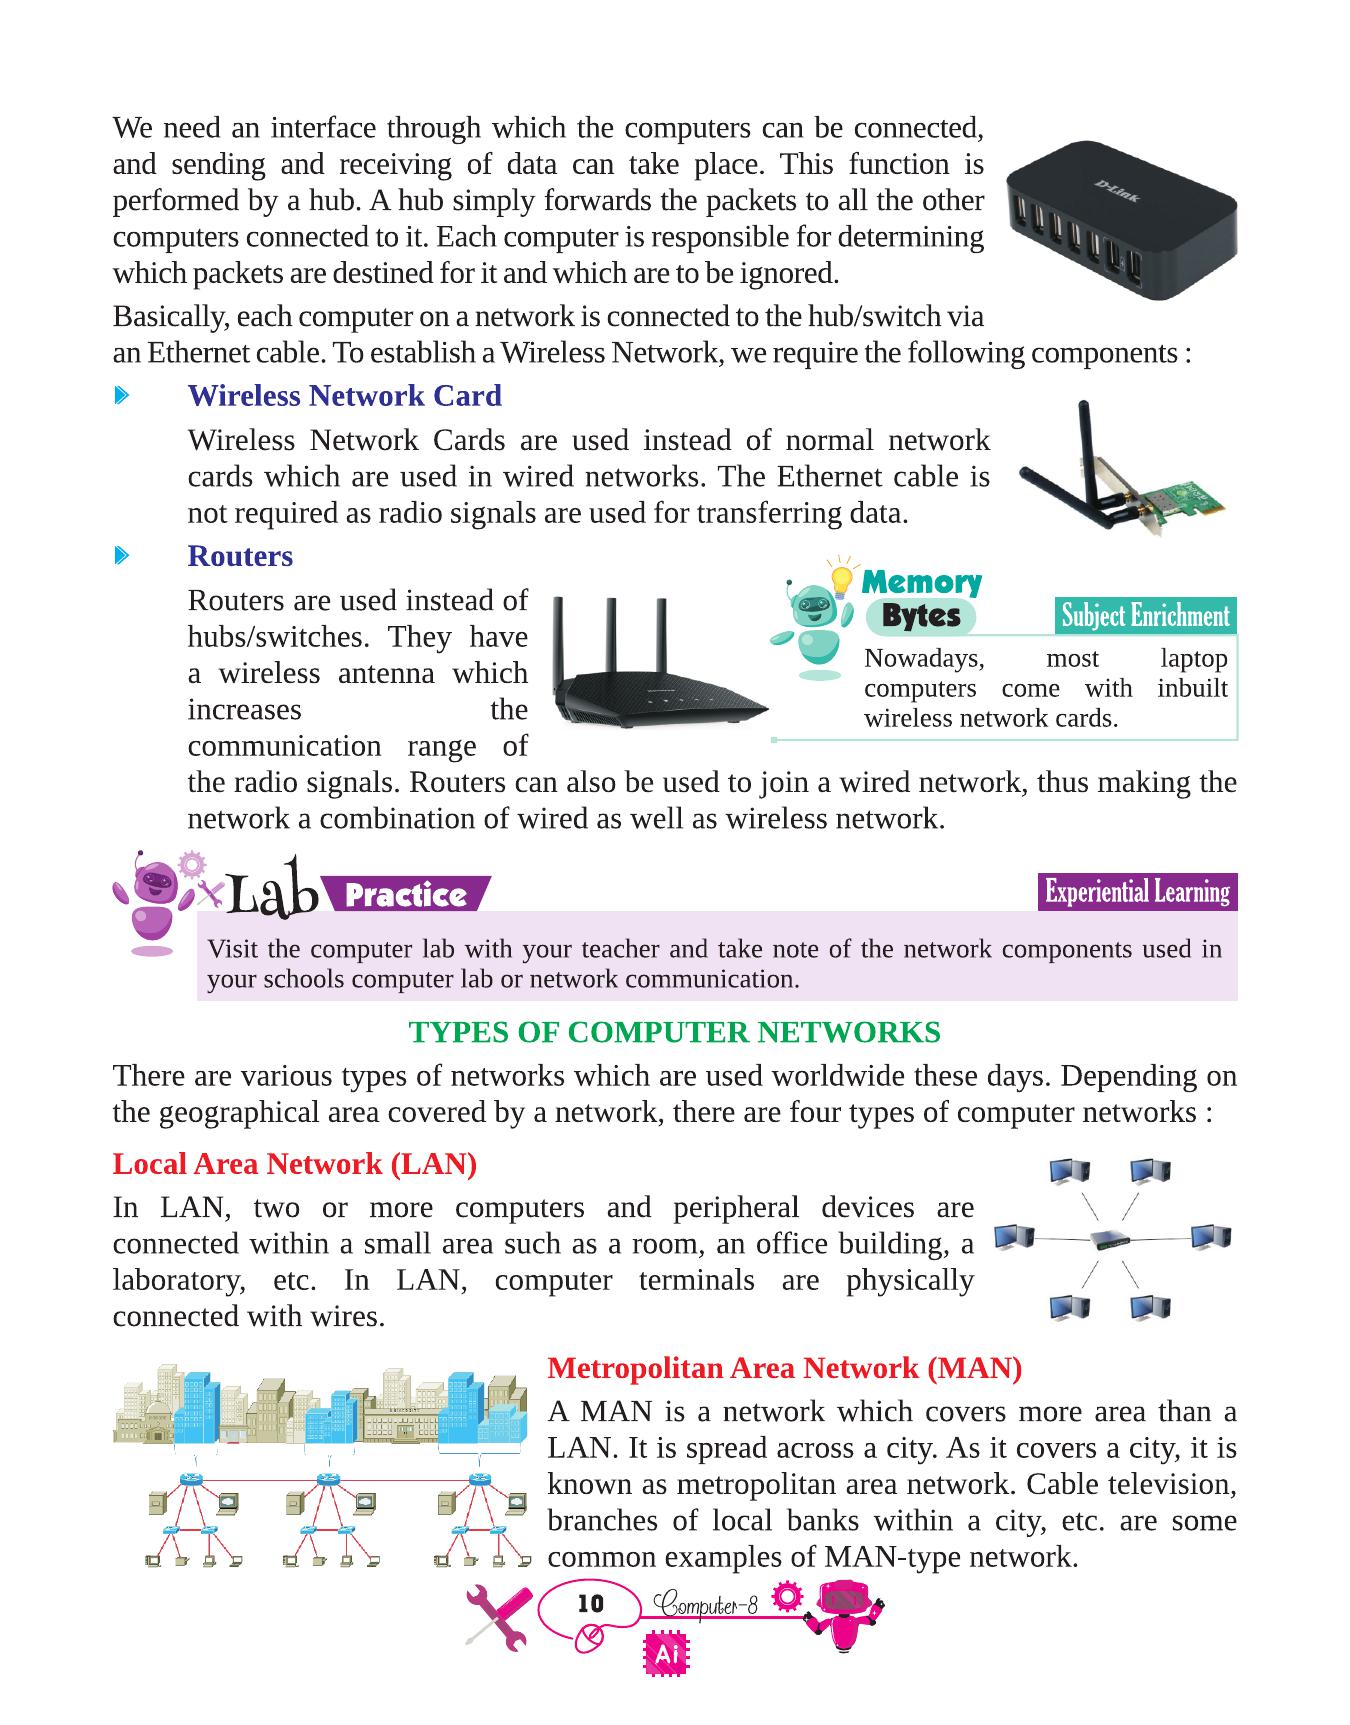 We need an interface through which the computers can be connected,
and sending and receiving of data can take place. This function is
performed by a hub. A hub simply forwards the packets to all the other
computers connected to it. Each computer is responsible for determining
which packets are destined for it and which are to be ignored.
D-Link
Basically, each computer on a network is connected to the hub/switch via
an Ethernet cable. To establish a Wireless Network, we require the following components :
Wireless Network Card
Wireless Network Cards are used instead of normal network
cards which are used in wired networks. The Ethernet cable is
not required as radio signals are used for transferring data.
Routers
Routers are used instead of
hubs/switches. They have
a wireless antenna which
increases the
communication range of
the radio signals. Routers can also be used to join a wired network, thus making the
network a combination of wired as well as wireless network.
Memory
Bytes
Subject Enrichment
Nowadays, most laptop
computers come with inbuilt
wireless network cards.
Lab Practice
Experiential Learning
Visit the computer lab with your teacher and take note of the network components used in
your schools computer lab or network communication.
TYPES OF COMPUTER NETWORKS
There are various types of networks which are used worldwide these days. Depending on
the geographical area covered by a network, there are four types of computer networks :
Local Area Network (LAN)
In LAN, two or more computers and peripheral devices are
connected within a small area such as a room, an office building, a
laboratory, etc. In LAN, computer terminals are physically
connected with wires.
Metropolitan Area Network (MAN)
A MAN is a network which covers more area than a
LAN. It is spread across a city. As it covers a city, it is
known as metropolitan area network. Cable television,
branches of local banks within a city, etc. are some
common examples of MAN-type network.
10
Computer-8
Ai